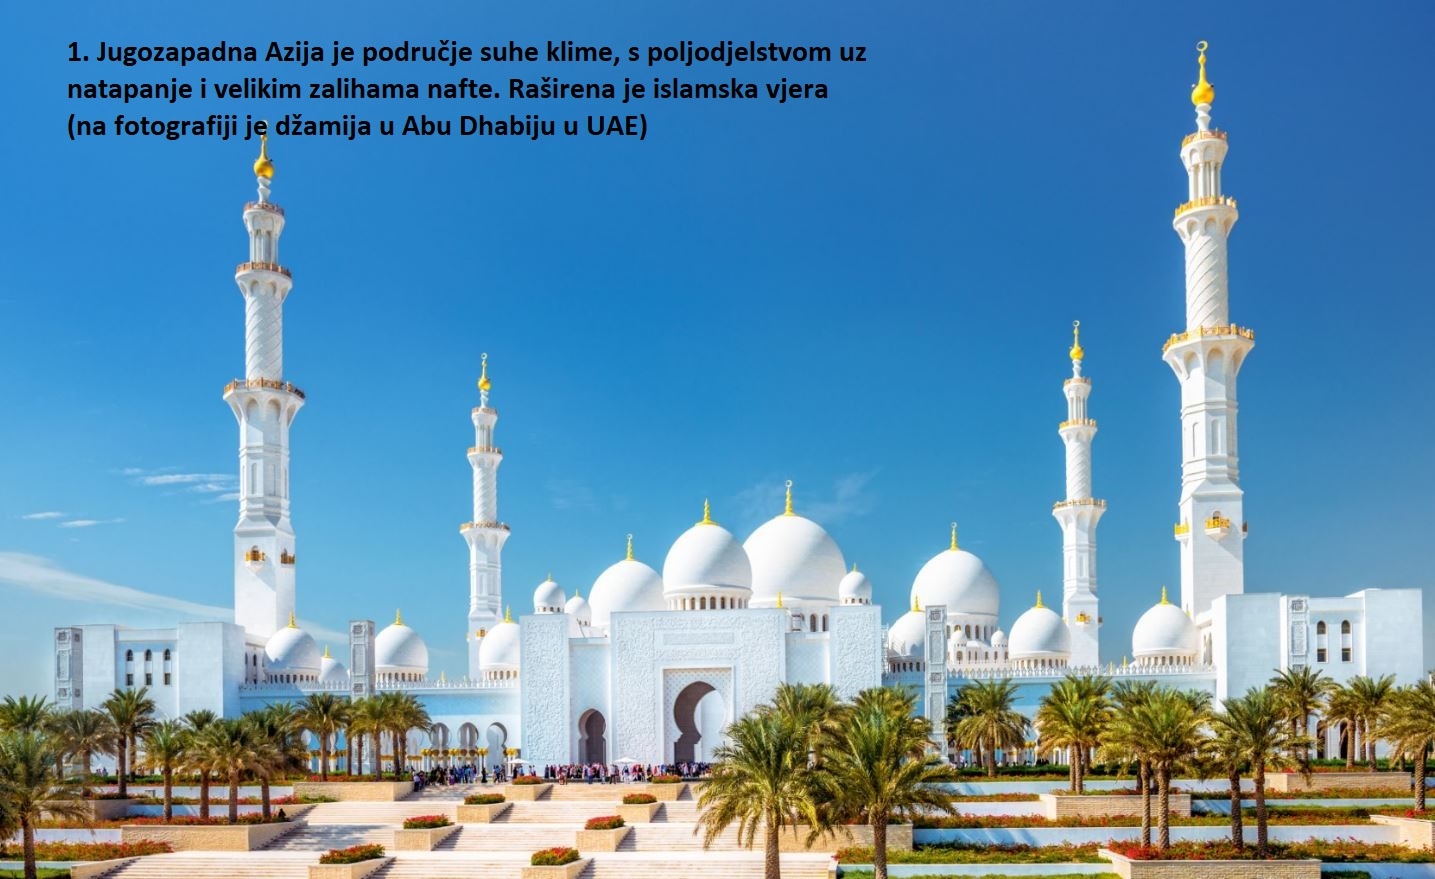 1. Jugozapadna Azija je područje suhe klime, s poljodjelstvom uz
natapanje i velikim zalihama nafte. Raširena je islamska vjera
(na fotografiji je džamija u Abu Dhabiju u UAE)